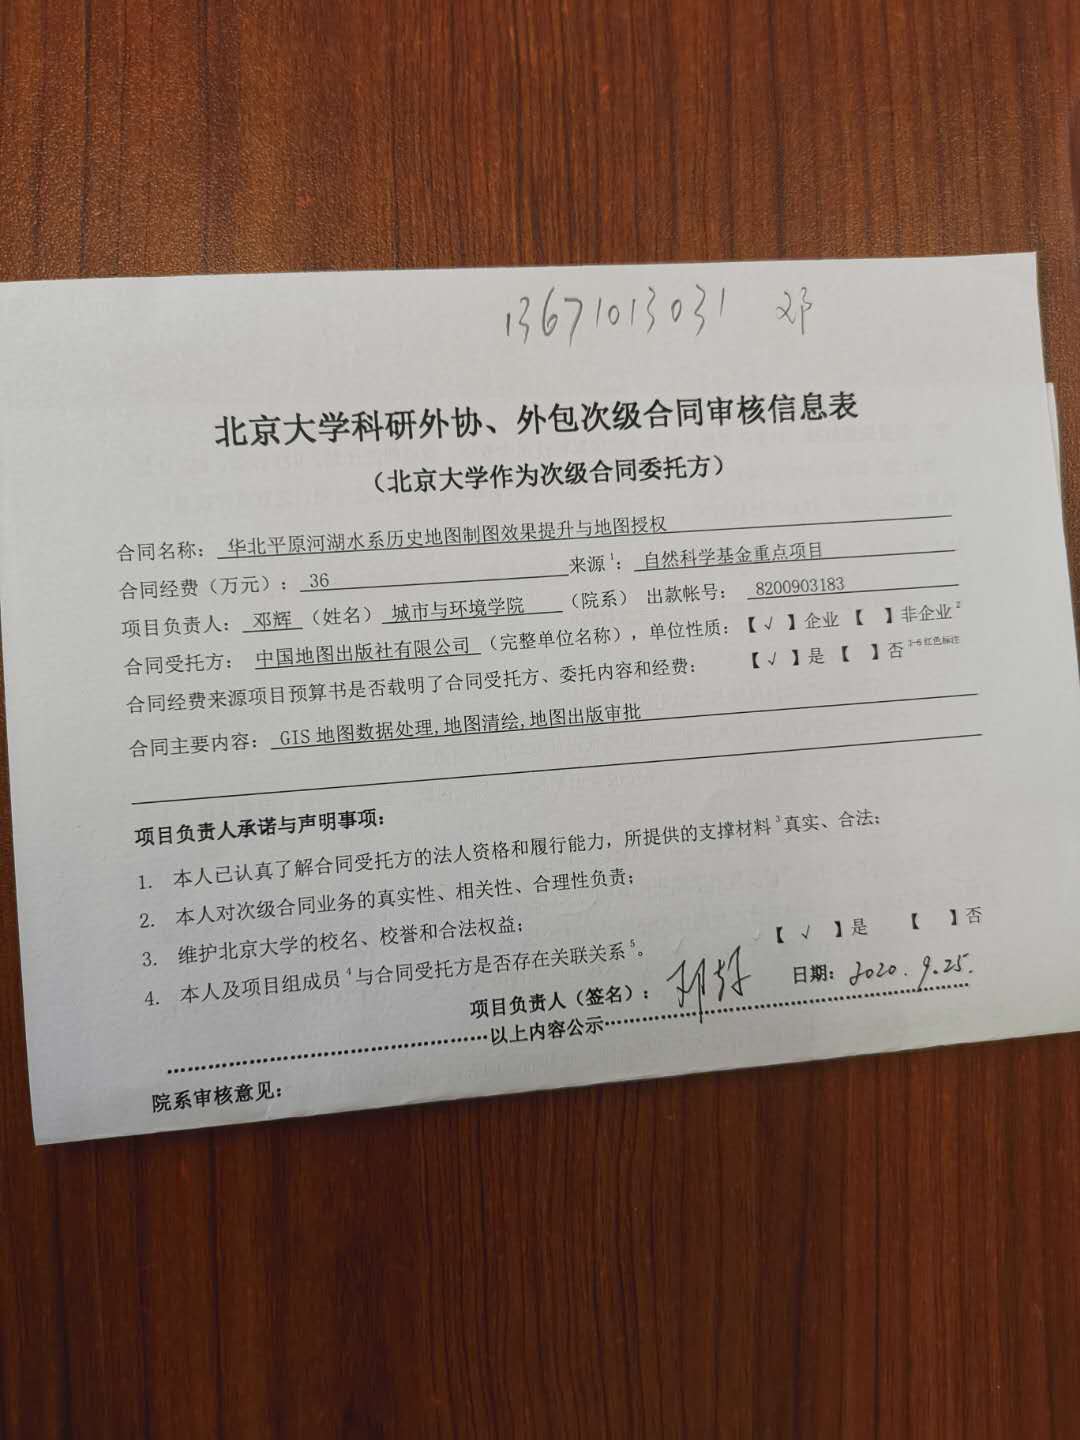 13671013031 邓
北京大学科研外协、外包次级合同审核信息表
（北京大学作为次级合同委托方）
合同名称： 华北平原河湖水系历史地图制图效果提升与地图授权
合同经费（万元）： 36 来源1： 自然科学基金重点项目
项目负责人： 邓辉 （姓名） 城市与环境学院 （院系） 出款帐号： 8200903183
合同受托方： 中国地图出版社有限公司 （完整单位名称），单位性质：【 √ 】企业 【 】非企业2
合同经费来源项目预算书是否载明了合同受托方、委托内容和经费： 【 √ 】是 【 】否 3-6 红色标注
合同主要内容： GIS 地图数据处理,地图清绘,地图出版审批
项目负责人承诺与声明事项：
1. 本人已认真了解合同受托方的法人资格和履行能力，所提供的支撑材料3真实、合法；
2. 本人对次级合同业务的真实性、相关性、合理性负责；
3. 维护北京大学的校名、校誉和合法权益；
4. 本人及项目组成员4与合同受托方是否存在关联关系5。 【 √ 】是 【 】否
项目负责人（签名）： 邓辉 日期：2020.9.25.
以上内容公示
院系审核意见：